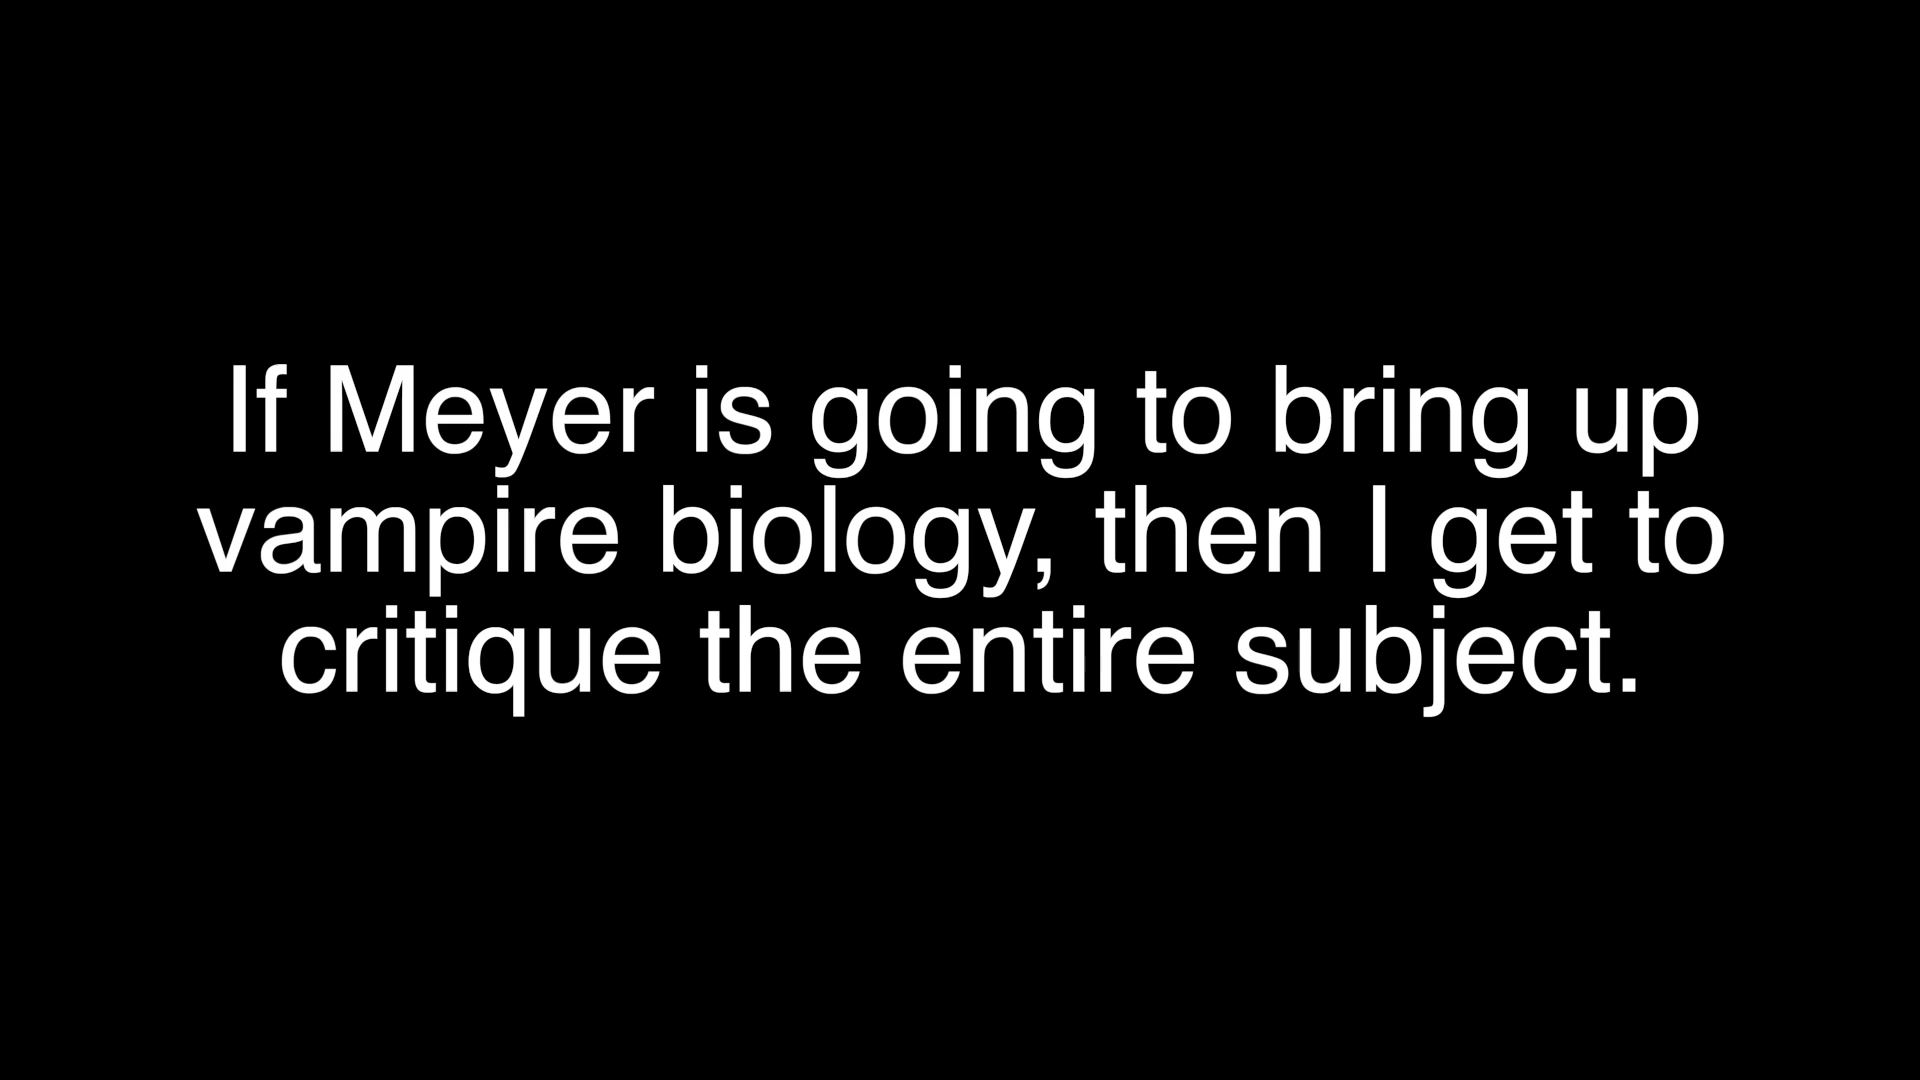 If Meyer is going to bring up
vampire biology, then I get to
critique the entire subject.